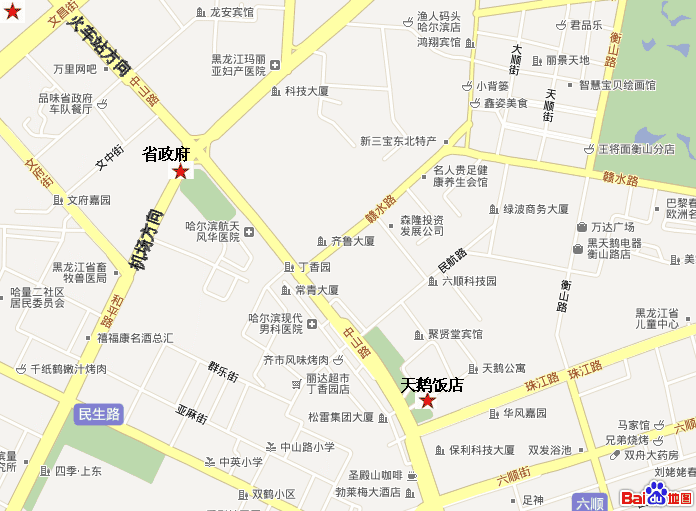 文昌街
龙安宾馆
渔人码头
哈尔滨店
鸿翔宾馆
君品乐
衡山路
大顺街
丽景天地
火车站方向
万里网吧
黑龙江玛丽
亚妇产医院
小背篓
智慧宝贝绘画馆
天顺街
中山路
科技大厦
鑫姿美食
品味省政府
车队餐厅
新三宝东北特产
王将面衡山分店
省政府
文中街
文府街
名人贵足健
康养生会馆
赣水路
文府嘉园
赣水路
绿波商务大厦
巴黎春
欧洲名
机场方向
哈尔滨航天
风华医院
森隆投资
发展公司
万达广场
齐鲁大厦
黑天鹅电器
衡山路店
民航路
黑龙江省畜
牧兽医局
丁香园
六顺科技园
美
哈量二社区
居民委员会
常青大厦
衡山路
和平路
哈尔滨现代
男科医院
中山路
黑龙江省
儿童中心
禧福康名酒总汇
聚贤堂宾馆
齐市风味烤肉
千纸鹤嫩汁烤肉
群乐街
天鹅公寓
珠江路
珠江路
丽达超市
丁香园店
天鹅饭店
民生路
亚麻街
松雷集团大厦
华风嘉园
马家馆
兄弟烧烤
中山路小学
保利科技大厦
双发浴池
双舟大药房
滨量
究所
四季·上东
中英小学
圣殿山咖啡
六顺街
刘姥姥春
双鹤小区
勃莱梅大酒店
足神
六顺
Bai du 地图